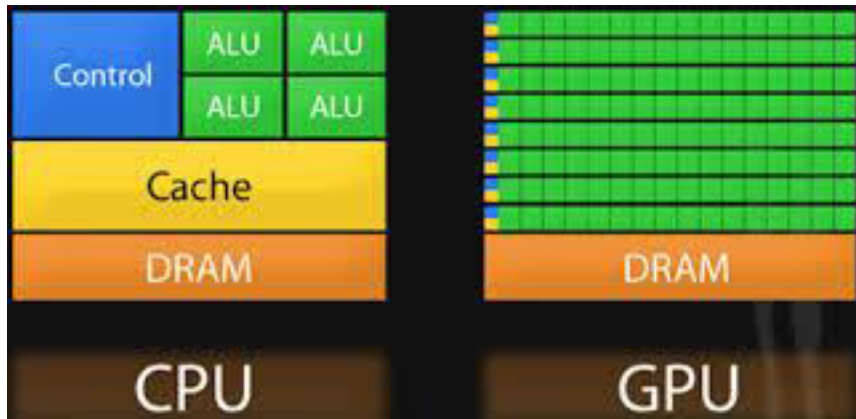 Control
ALU ALU
ALU ALU
Cache
DRAM
CPU
DRAM
GPU